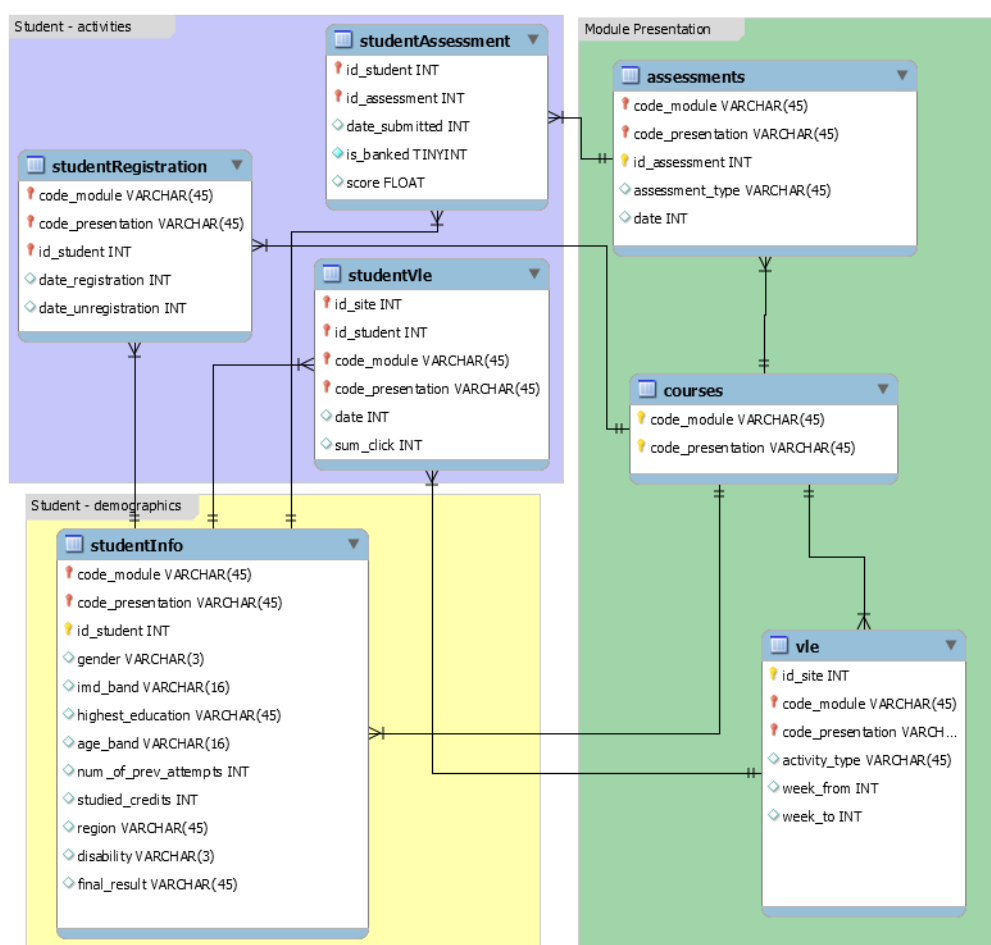 Student - activities
studentAssessment
id_student INT
id_assessment INT
date_submitted INT
is_banked TINYINT
score FLOAT
studentRegistration
code_module VARCHAR(45)
code_presentation VARCHAR(45)
id_student INT
date_registration INT
date_unregistration INT
studentVle
id_site INT
id_student INT
code_module VARCHAR(45)
code_presentation VARCHAR(45)
date INT
sum_click INT
Student - demographics
studentInfo
code_module VARCHAR(45)
code_presentation VARCHAR(45)
id_student INT
gender VARCHAR(3)
imd_band VARCHAR(16)
highest_education VARCHAR(45)
age_band VARCHAR(16)
num_of_prev_attempts INT
studied_credits INT
region VARCHAR(45)
disability VARCHAR(3)
final_result VARCHAR(45)
Module Presentation
assessments
code_module VARCHAR(45)
code_presentation VARCHAR(45)
id_assessment INT
assessment_type VARCHAR(45)
date INT
courses
code_module VARCHAR(45)
code_presentation VARCHAR(45)
vle
id_site INT
code_module VARCHAR(45)
code_presentation VARCH...
activity_type VARCHAR(45)
week_from INT
week_to INT